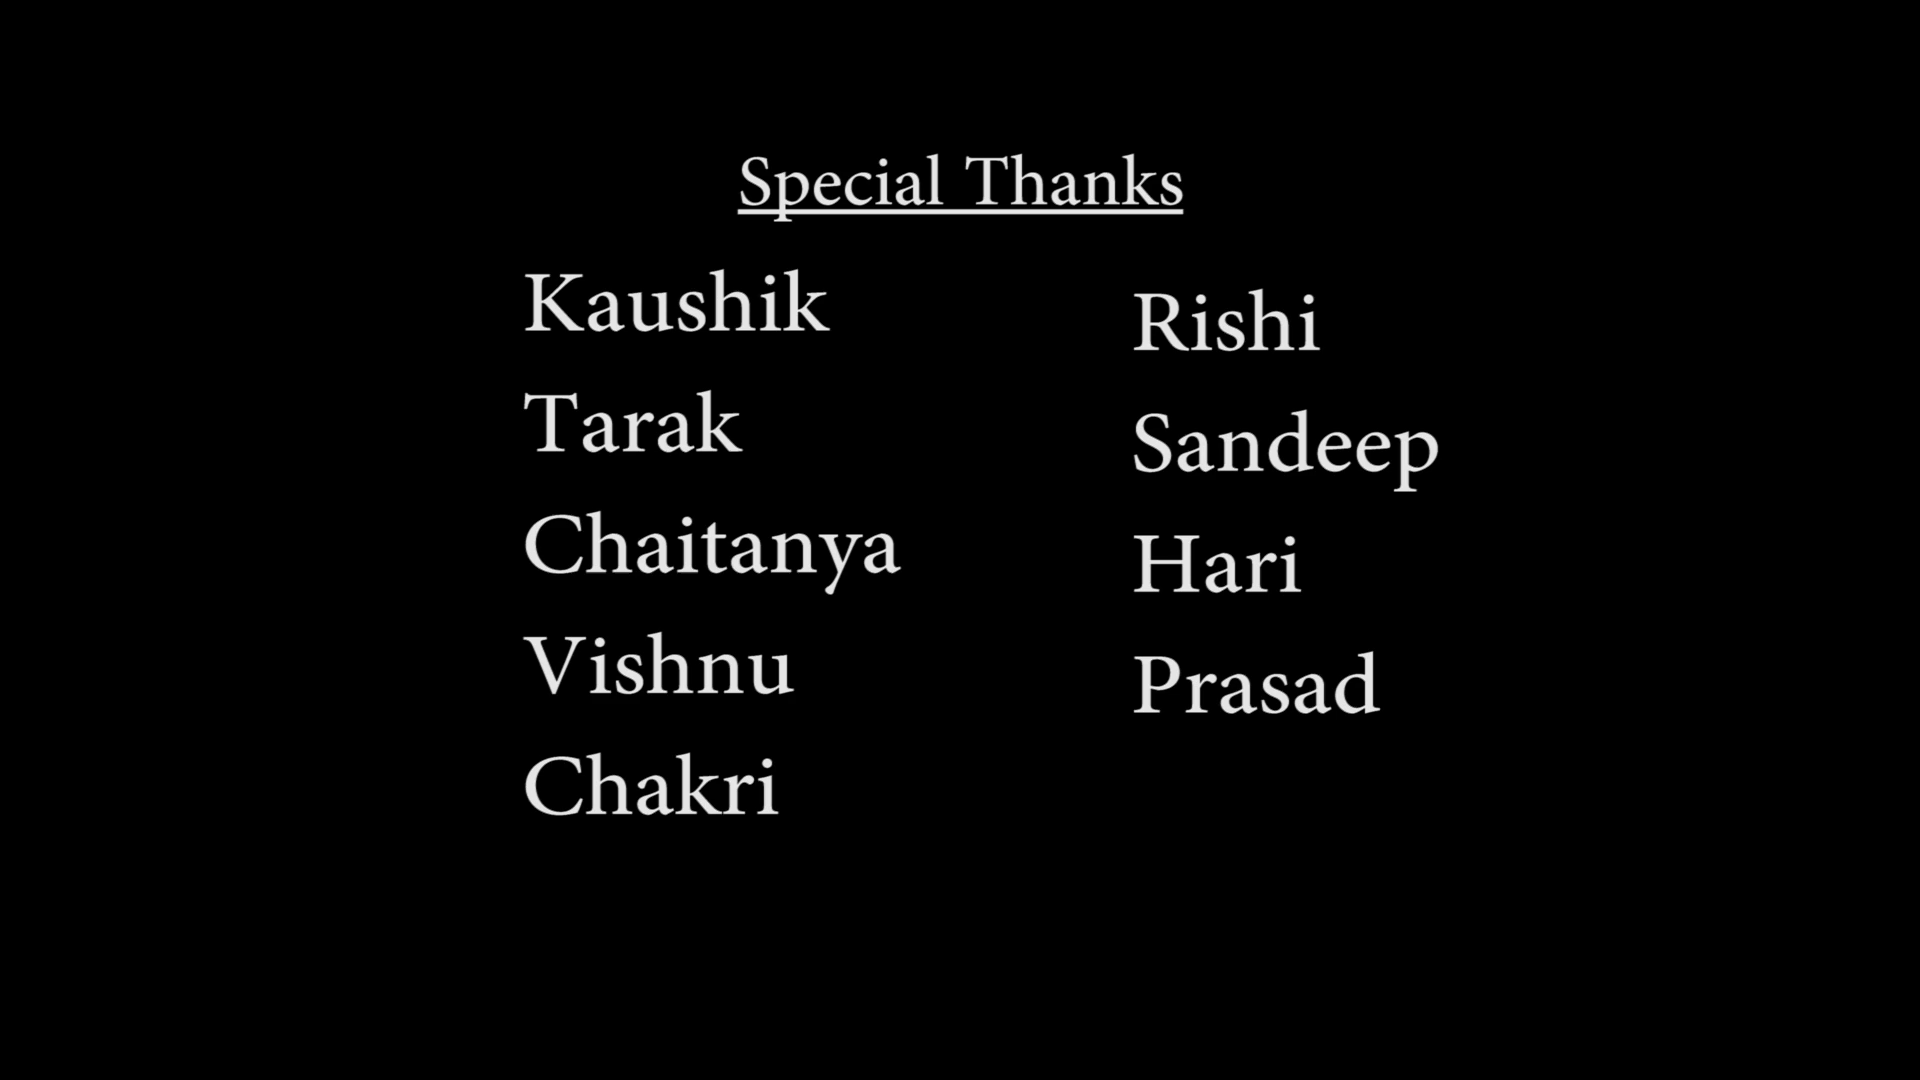 Special Thanks
Kaushik
Tarak
Chaitanya
Vishnu
Chakri
Rishi
Sandeep
Hari
Prasad